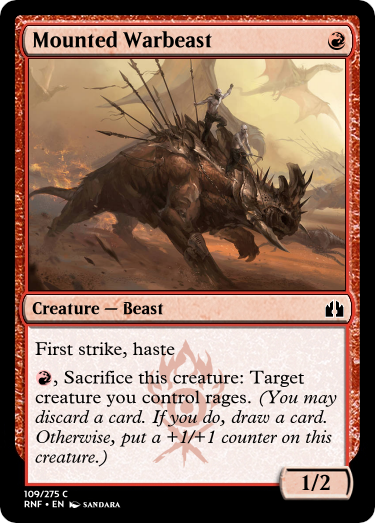 Mounted Warbeast
Creature — Beast
First strike, haste
, Sacrifice this creature: Target
creature you control rages. (You may
discard a card. If you do, draw a card.
Otherwise, put a +1/+1 counter on this
creature.)
1/2
109/275 C
RNF • EN SANDARA